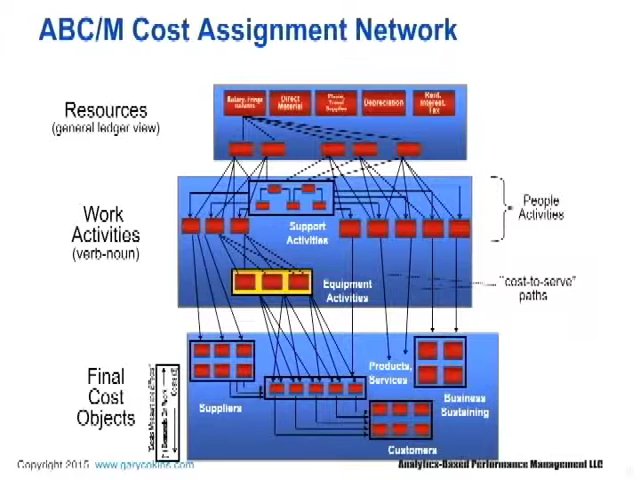 ABC/M Cost Assignment Network
Resources
(general ledger view)
Salary, Fringe
Direct
Material
Phone,
Travel
Supplies
Depreciation
Rent,
Interest,
Tax
Work
Activities
(verb-noun)
Support
Activities
People
Activities
Equipment
Activities
"cost-to-serve"
paths
Final
Cost
Objects
Suppliers
Products,
Services
Business
Sustaining
Customers
Copyright 2015 www.garycokins.com
Analytics-Based Performance Management LLC